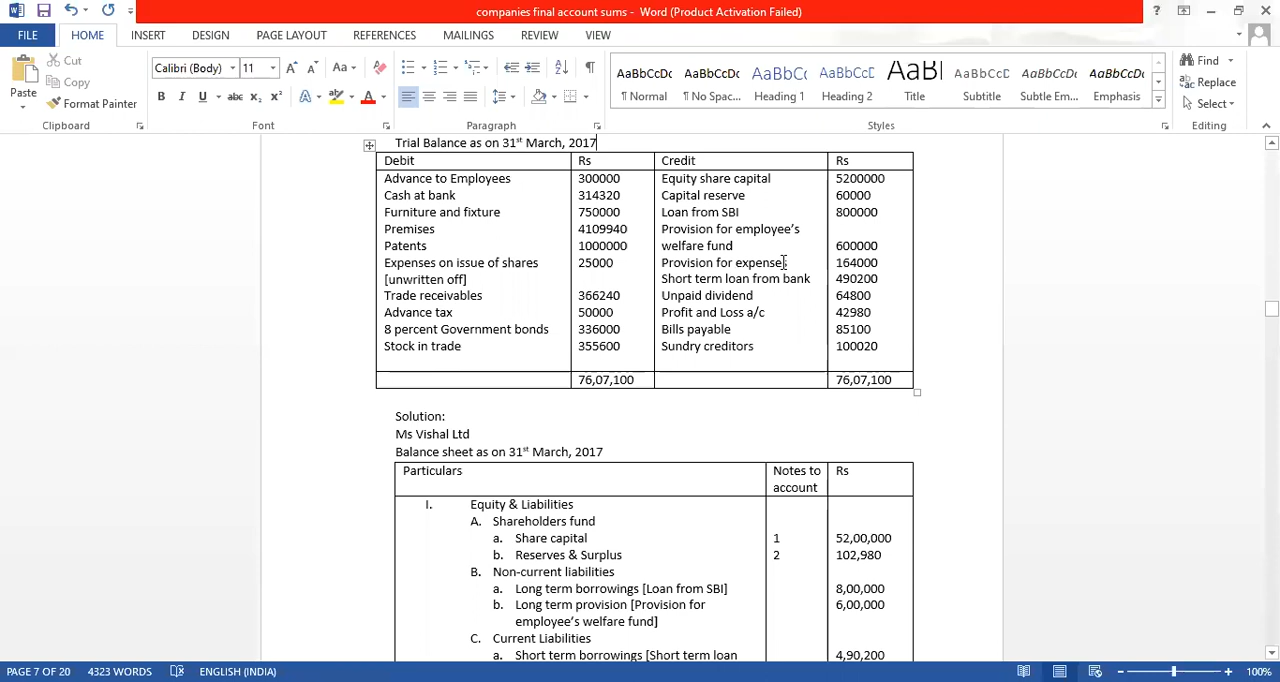 companies final account sums - Word (Product Activation Failed)
FILE HOME INSERT DESIGN PAGE LAYOUT REFERENCES MAILINGS REVIEW VIEW
Cut
Copy
Format Painter
Paste
Clipboard
Calibri (Body) 11
Font
Paragraph
AaBbCcDc AaBbCcDc AaBbCc AaBbCcD AaBl AaBbCcD AaBbCcDc AaBbCcDc
¶ Normal ¶ No Spac... Heading 1 Heading 2 Title Subtitle Subtle Em... Emphasis
Styles
Find
Replace
Select
Editing
Trial Balance as on 31st March, 2017
Debit Rs Credit Rs
Advance to Employees 300000 Equity share capital 5200000
Cash at bank 314320 Capital reserve 60000
Furniture and fixture 750000 Loan from SBI 800000
Premises 4109940 Provision for employee's
Patents 1000000 welfare fund 600000
Expenses on issue of shares 25000 Provision for expenses 164000
[unwritten off] Short term loan from bank 490200
Trade receivables 366240 Unpaid dividend 64800
Advance tax 50000 Profit and Loss a/c 42980
8 percent Government bonds 336000 Bills payable 85100
Stock in trade 355600 Sundry creditors 100020
76,07,100 76,07,100
Solution:
Ms Vishal Ltd
Balance sheet as on 31st March, 2017
Particulars Notes to Rs
account
I. Equity & Liabilities
A. Shareholders fund
a. Share capital 1 52,00,000
b. Reserves & Surplus 2 102,980
B. Non-current liabilities
a. Long term borrowings [Loan from SBI] 8,00,000
b. Long term provision [Provision for 6,00,000
employee's welfare fund]
C. Current Liabilities
a. Short term borrowings [Short term loan 4,90,200
PAGE 7 OF 20 4323 WORDS ENGLISH (INDIA) 100%